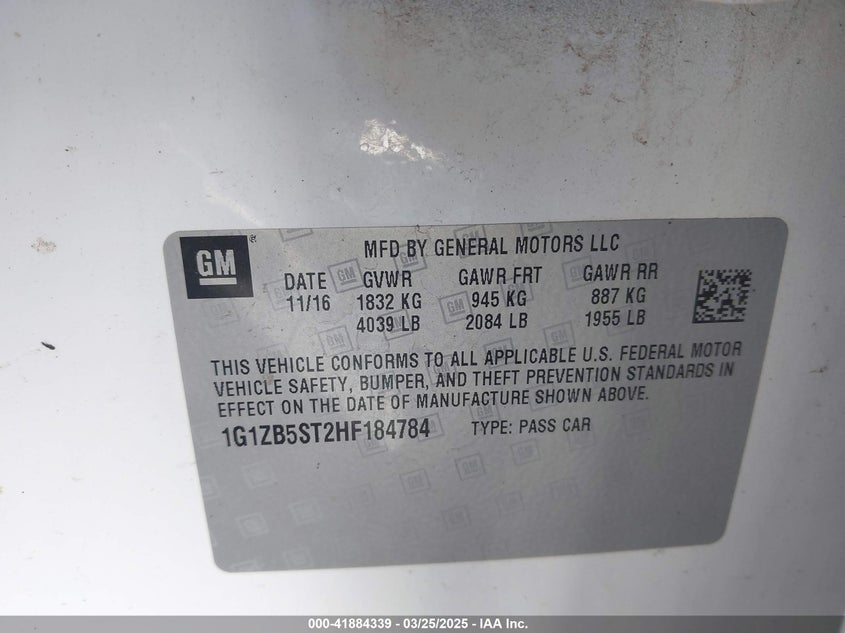 GM
MFD BY GENERAL MOTORS LLC
DATE GVWR GAWR FRT GAWR RR
11/16 1832 KG 945 KG 887 KG
4039 LB 2084 LB 1955 LB
THIS VEHICLE CONFORMS TO ALL APPLICABLE U.S. FEDERAL MOTOR
VEHICLE SAFETY, BUMPER, AND THEFT PREVENTION STANDARDS IN
EFFECT ON THE DATE OF MANUFACTURE SHOWN ABOVE.
1G1ZB5ST2HF184784 TYPE: PASS CAR
000-41884339 - 03/25/2025 - IAA Inc.